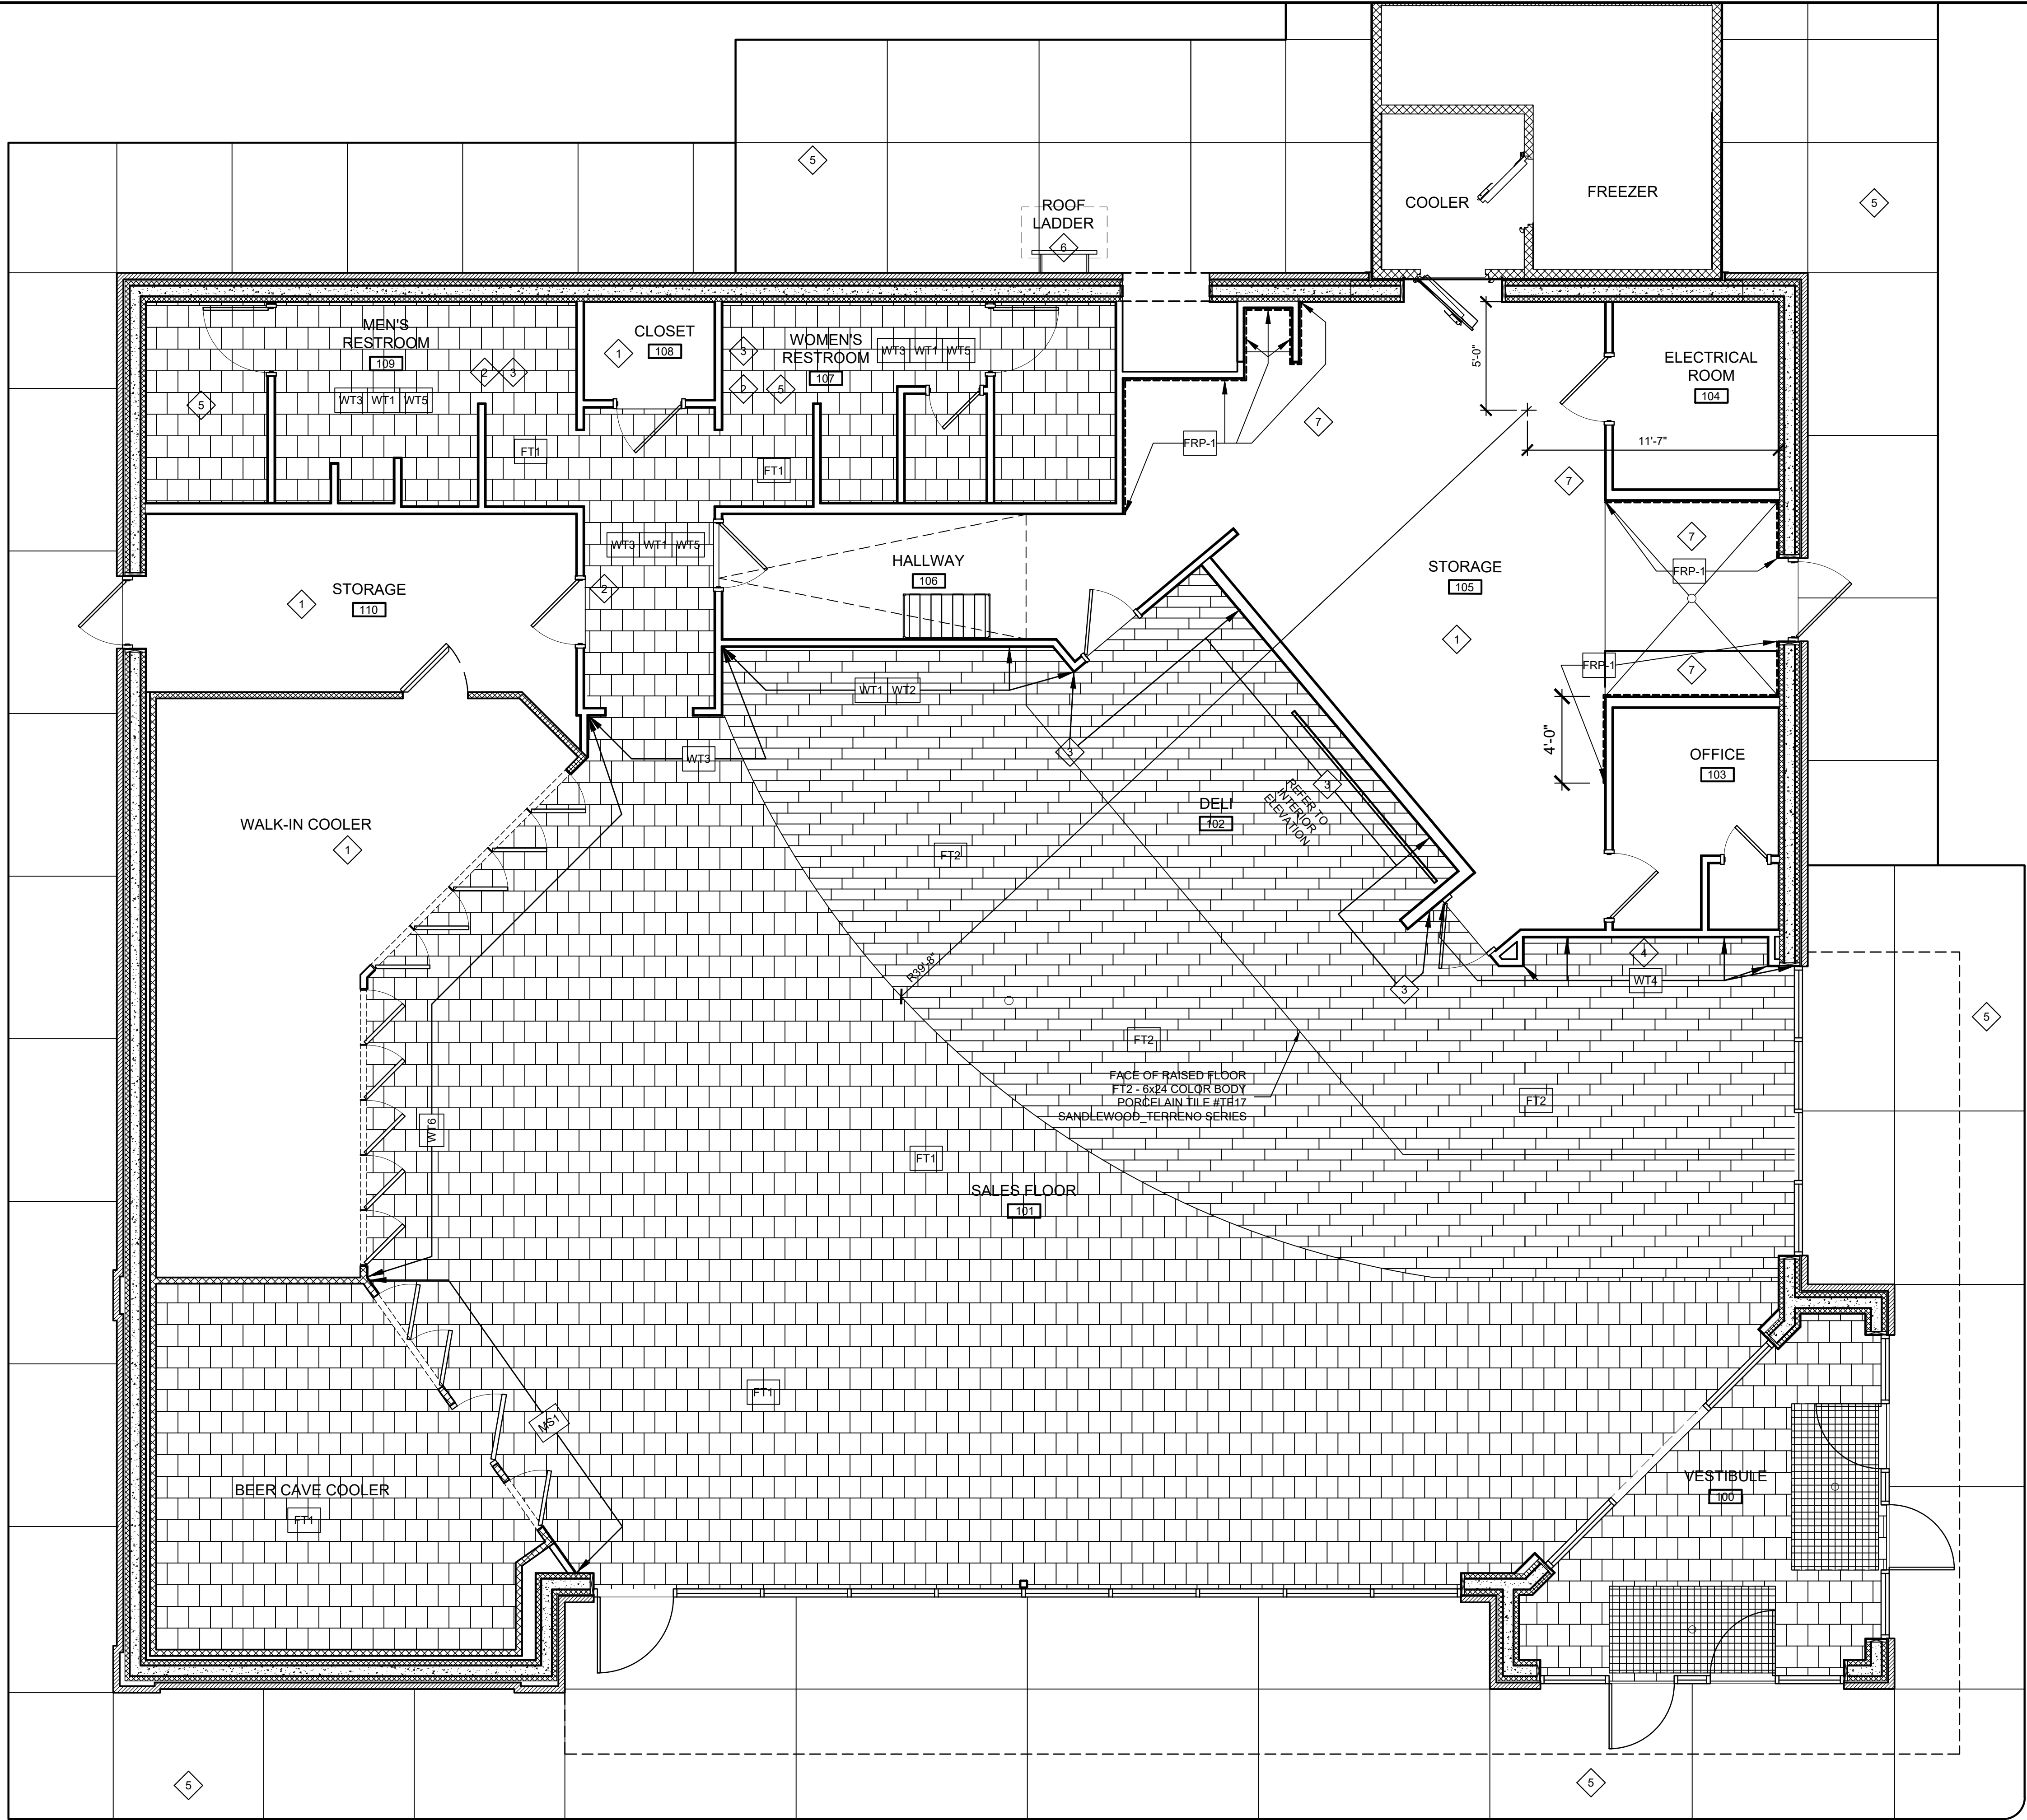 5
5
COOLER
FREEZER
ROOF
LADDER
6
MEN'S
RESTROOM
109
2
3
WT3 WT1 WT5
5
FT1
CLOSET
108
1
3
WOMEN'S
RESTROOM
107
WT3 WT1 WT5
2
5
FT1
5'-0"
11'-7"
ELECTRICAL
ROOM
104
7
FRP-1
7
WT3 WT1 WT5
2
HALLWAY
106
STORAGE
110
1
STORAGE
105
1
7
FRP-1
FRP-1
7
4'-0"
WT1 WT2
WT3
3
OFFICE
103
WALK-IN COOLER
1
DELI
102
3
REFER TO
INTERIOR
ELEVATION
FT2
R39'-8"
4
WT4
3
5
FT2
FACE OF RAISED FLOOR
FT2 - 6x24 COLOR BODY
PORCELAIN TILE #TE17
SANDLEWOOD_TERRENO SERIES
FT2
WT6
FT1
SALES FLOOR
101
FT1
MS1
BEER CAVE COOLER
FT1
VESTIBULE
100
5
5